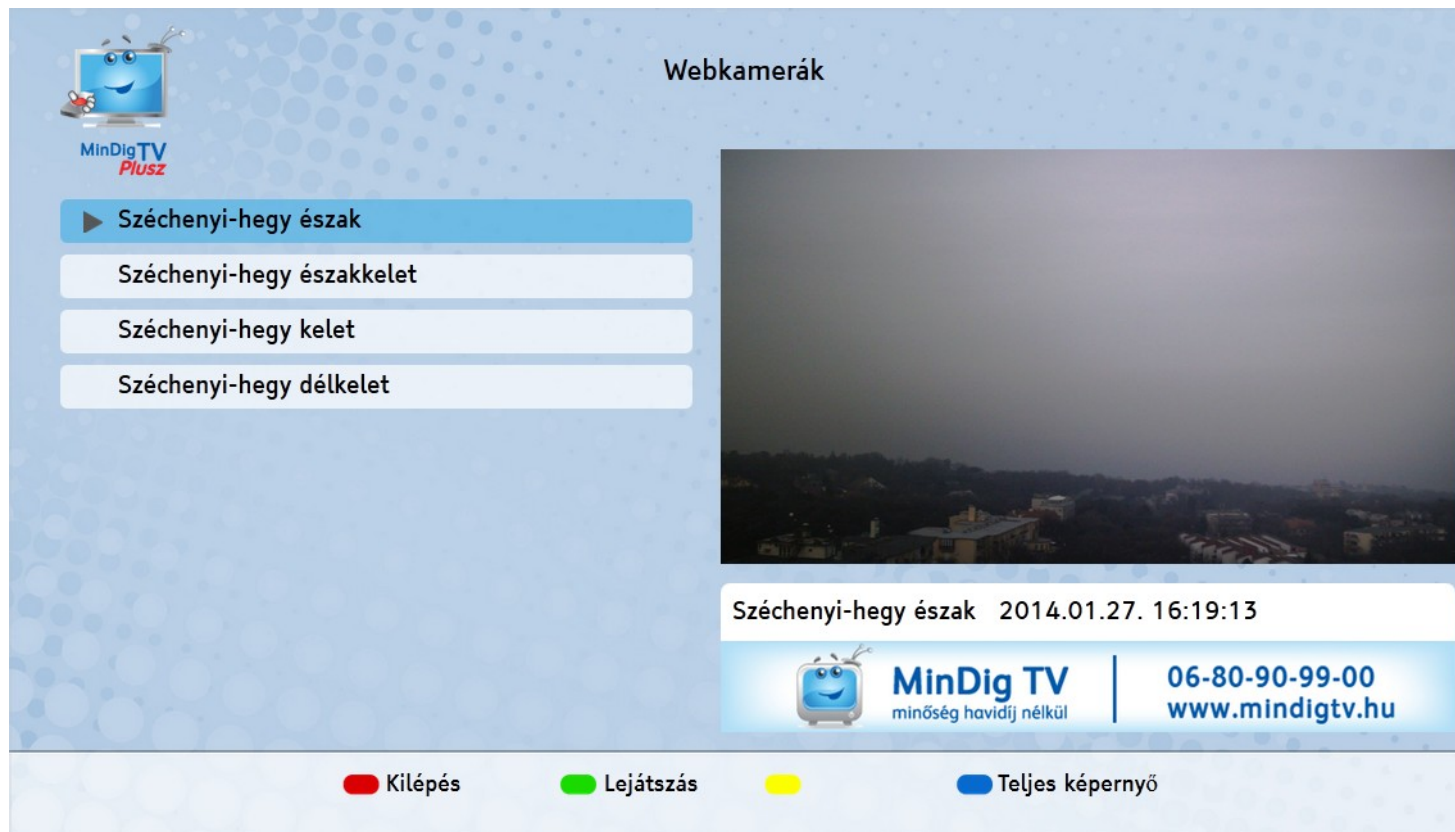 Webkamerák
MinDigTV
Plusz
Széchenyi-hegy észak
Széchenyi-hegy északkelet
Széchenyi-hegy kelet
Széchenyi-hegy délkelet
Széchenyi-hegy észak 2014.01.27. 16:19:13
MinDig TV
minőség havidíj nélkül
06-80-90-99-00
www.mindigtv.hu
Kilépés
Lejátszás
Teljes képernyő